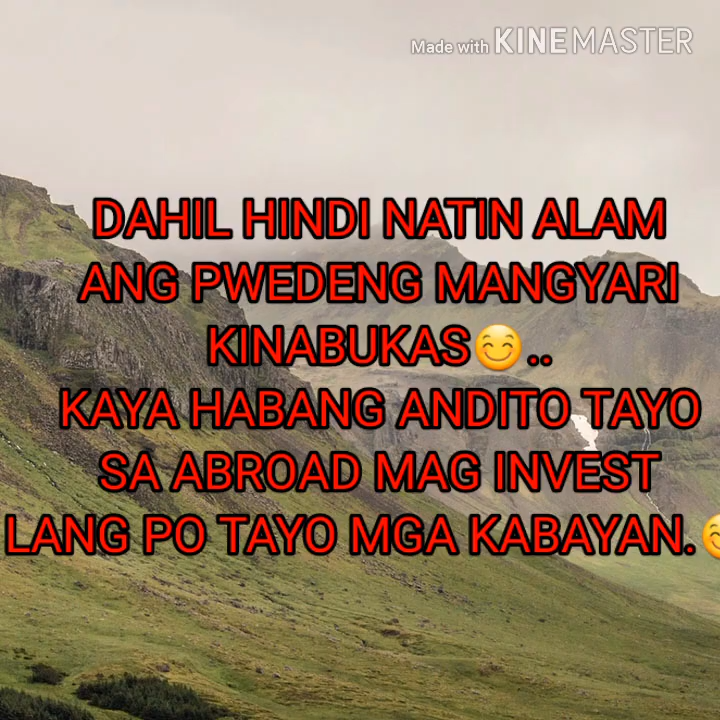 Made with KINEMASTER
DAHIL HINDI NATIN ALAM
ANG PWEDENG MANGYARI
KINABUKAS😊..
KAYA HABANG ANDITO TAYO
SA ABROAD MAG INVEST
LANG PO TAYO MGA KABAYAN.😊